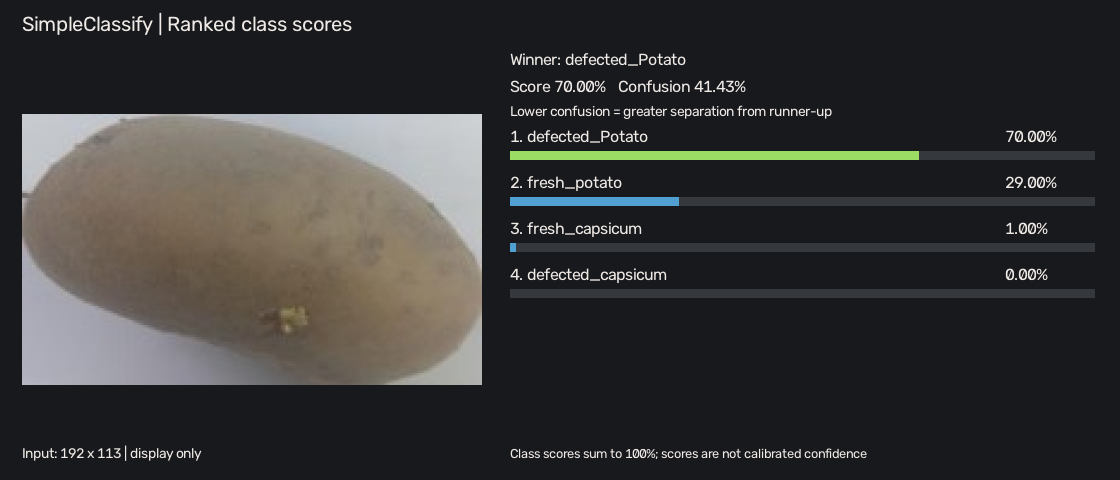 SimpleClassify | Ranked class scores
Winner: defected_Potato
Score 70.00%   Confusion 41.43%
Lower confusion = greater separation from runner-up
1. defected_Potato 70.00%
2. fresh_potato 29.00%
3. fresh_capsicum 1.00%
4. defected_capsicum 0.00%
Input: 192 x 113 | display only
Class scores sum to 100%; scores are not calibrated confidence